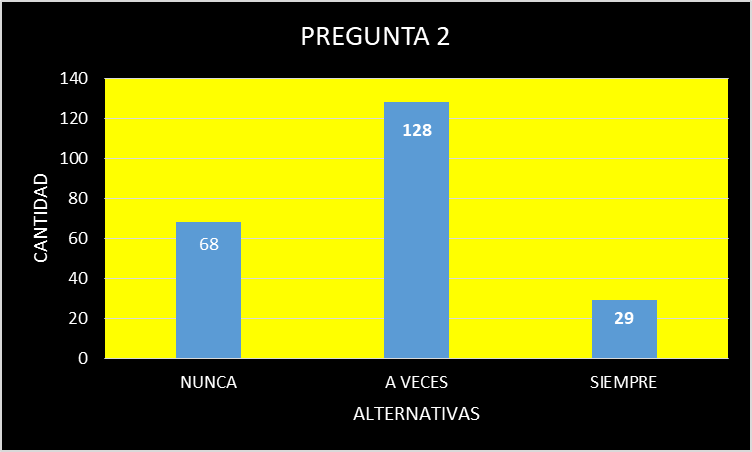 PREGUNTA 2
140
120
100
80
60
40
20
0
CANTIDAD
68
128
29
NUNCA
A VECES
SIEMPRE
ALTERNATIVAS